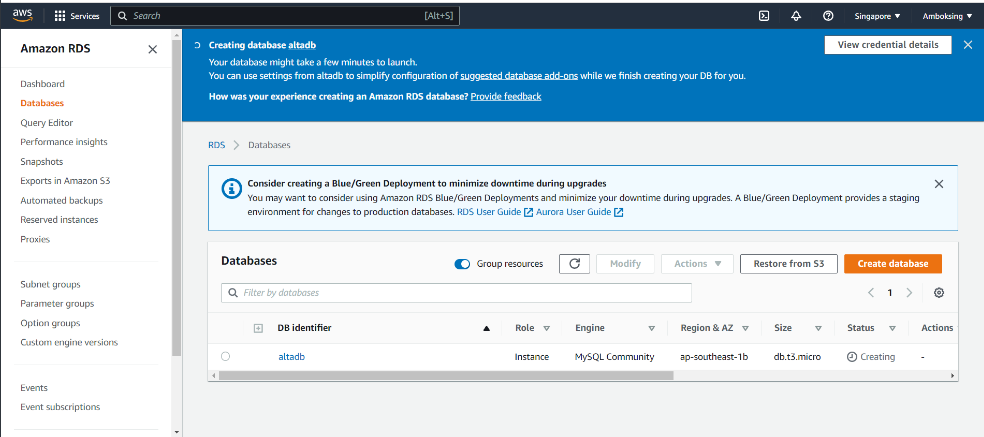 aws
Services
Search
[Alt+S]
Singapore
Amboksing
Amazon RDS
Dashboard
Databases
Query Editor
Performance insights
Snapshots
Exports in Amazon S3
Automated backups
Reserved instances
Proxies
Subnet groups
Parameter groups
Option groups
Custom engine versions
Events
Event subscriptions
Creating database altadb
View credential details
Your database might take a few minutes to launch.
You can use settings from altadb to simplify configuration of suggested database add-ons while we finish creating your DB for you.
How was your experience creating an Amazon RDS database? Provide feedback
RDS > Databases
Consider creating a Blue/Green Deployment to minimize downtime during upgrades
You may want to consider using Amazon RDS Blue/Green Deployments and minimize your downtime during upgrades. A Blue/Green Deployment provides a staging
environment for changes to production databases. RDS User Guide Aurora User Guide
Databases
Group resources
Modify
Actions
Restore from S3
Create database
Filter by databases
1
DB identifier Role Engine Region & AZ Size Status Actions
altadb Instance MySQL Community ap-southeast-1b db.t3.micro Creating -